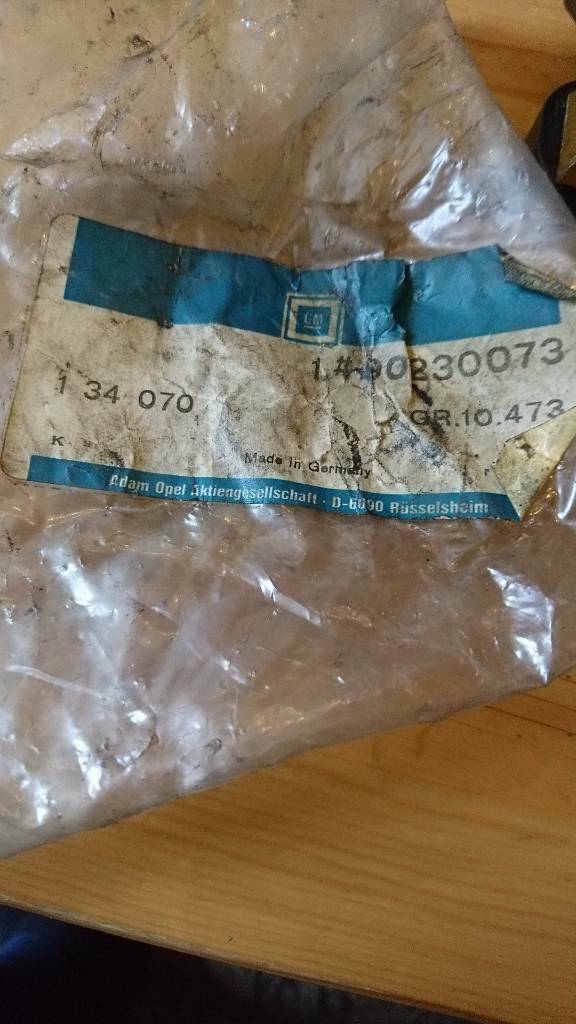 GM
1 # 90230073
1 34 070
GR.10.473
K
Made in Germany
Adam Opel Aktiengesellschaft · D-6090 Rüsselsheim